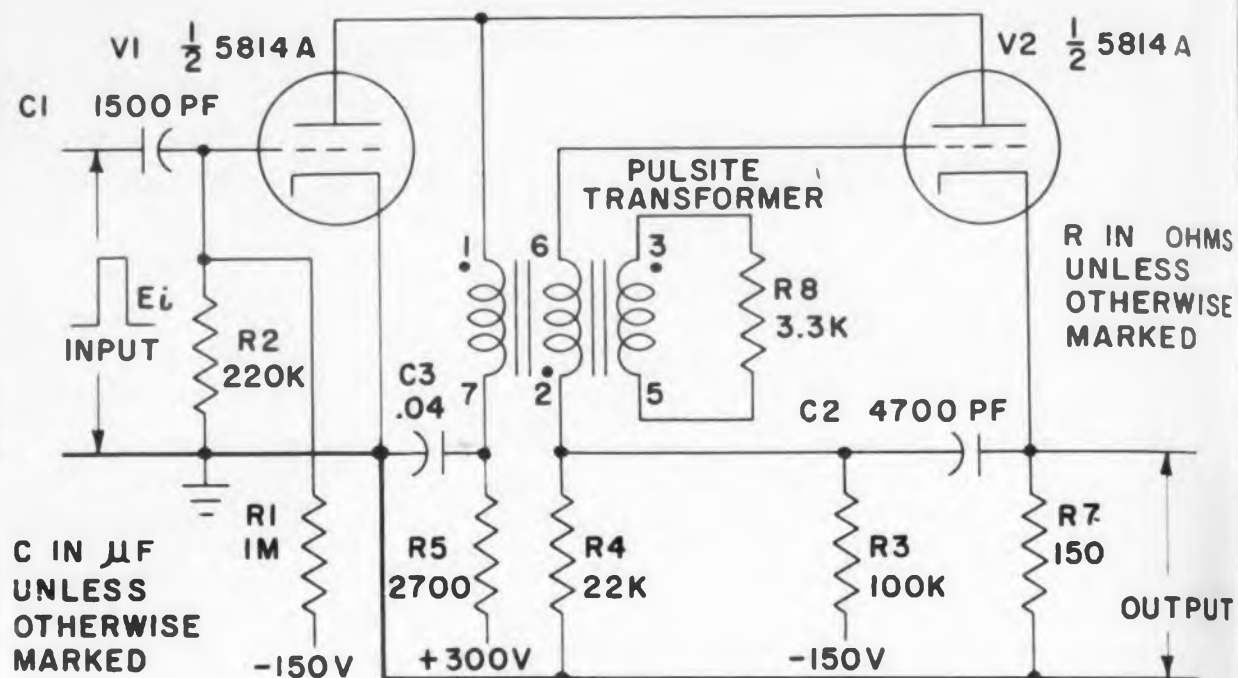 V1 1/2 5814A
V2 1/2 5814A
C1 1500 PF
PULSITE
TRANSFORMER
1
6
3
R IN OHMS
UNLESS
OTHERWISE
MARKED
Ei
INPUT
R2
220K
R8
3.3K
C3
.04
7
2
5
C2 4700 PF
R1
1M
R5
2700
R4
22K
R3
100K
R7
150
C IN μF
UNLESS
OTHERWISE
MARKED
OUTPUT
-150V
+300V
-150V